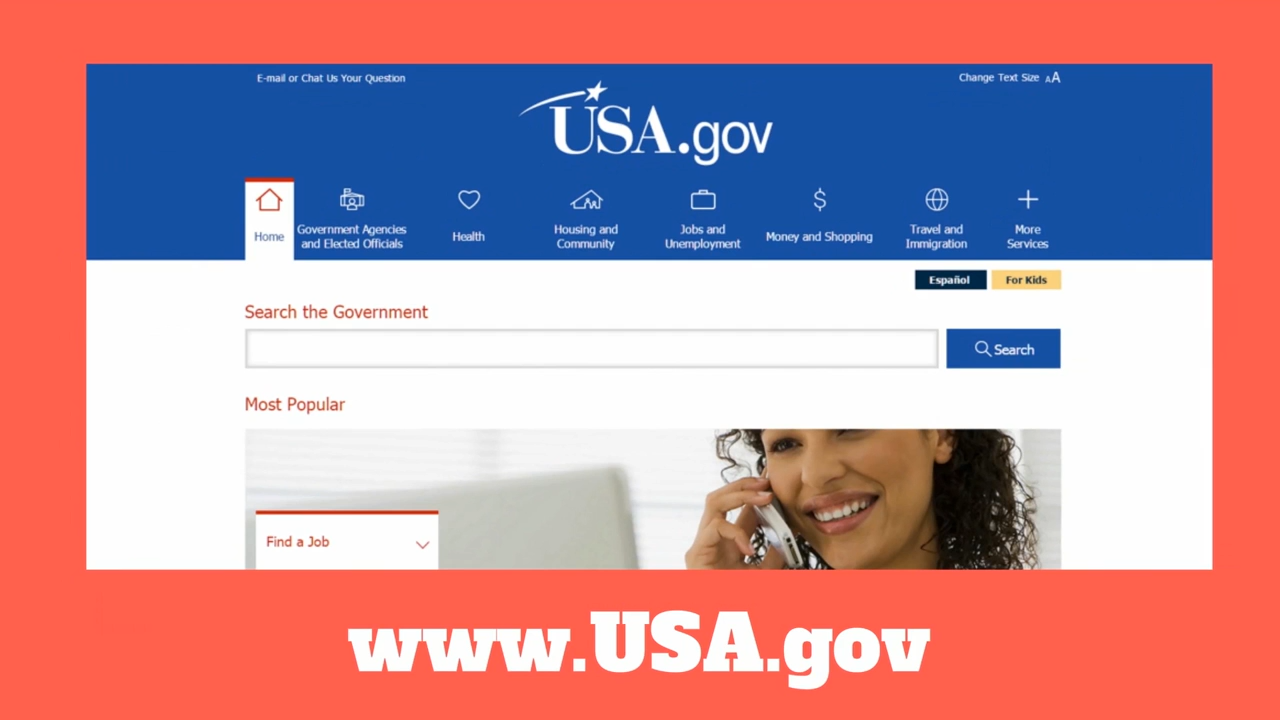 E-mail or Chat Us Your Question
Change Text Size AA
USA.gov
Home
Government Agencies
and Elected Officials
Health
Housing and
Community
Jobs and
Unemployment
Money and Shopping
Travel and
Immigration
More
Services
Español
For Kids
Search the Government
Search
Most Popular
Find a Job
www.USA.gov